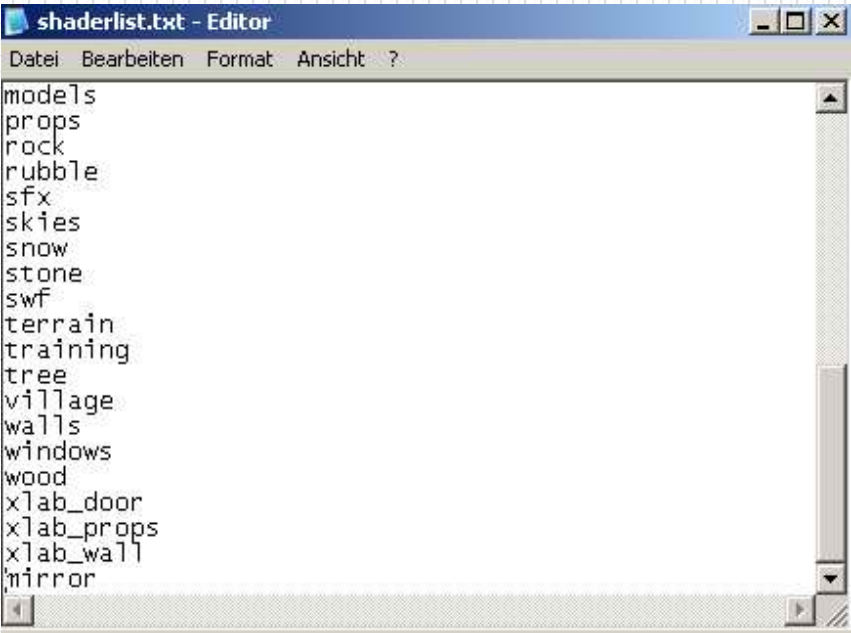 shaderlist.txt - Editor
Datei Bearbeiten Format Ansicht ?
models
props
rock
rubble
sfx
skies
snow
stone
swf
terrain
training
tree
village
walls
windows
wood
xlab_door
xlab_props
xlab_wall
mirror